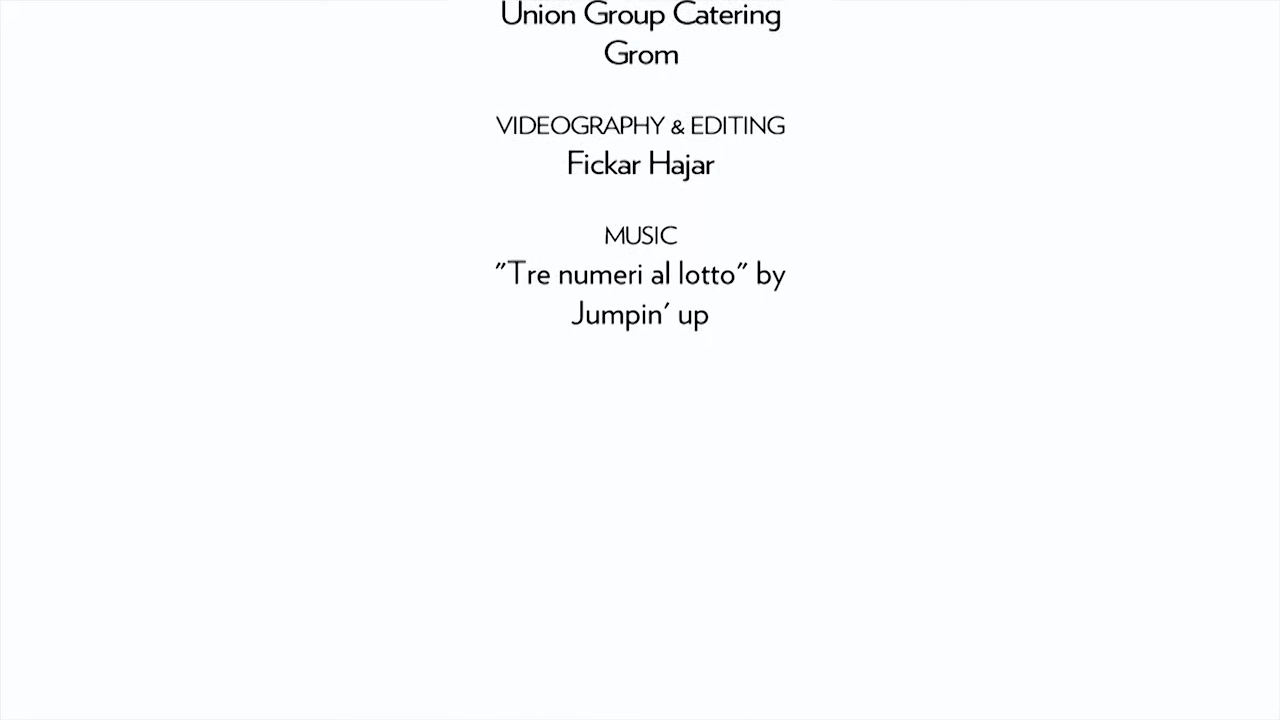 Union Group Catering
Grom
VIDEOGRAPHY & EDITING
Fickar Hajar
MUSIC
"Tre numeri al lotto" by
Jumpin' up